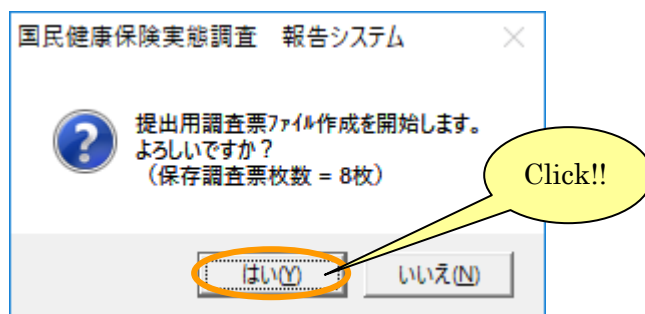 国民健康保険実態調査　報告システム
提出用調査票ﾌｧｲﾙ作成を開始します。
よろしいですか？
（保存調査票枚数 = 8枚）
Click!!
はい(Y)
いいえ(N)